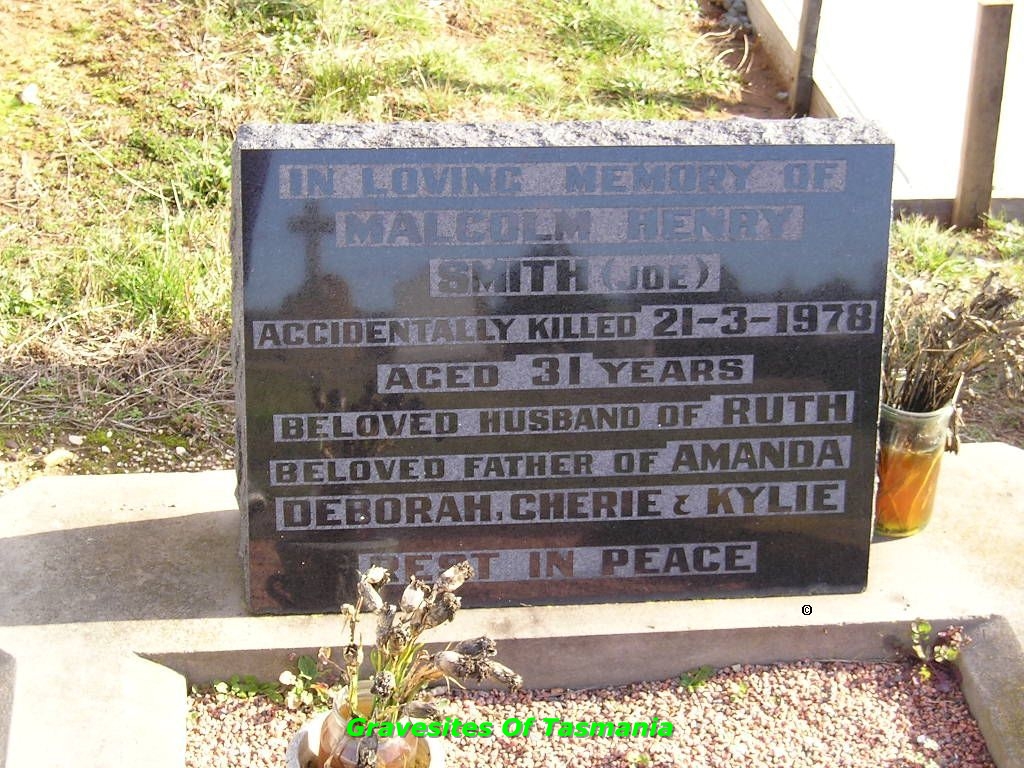 IN LOVING MEMORY OF
MALCOLM HENRY
SMITH (JOE)
ACCIDENTALLY KILLED 21-3-1978
AGED 31 YEARS
BELOVED HUSBAND OF RUTH
BELOVED FATHER OF AMANDA
DEBORAH, CHERIE & KYLIE
REST IN PEACE
©
Gravesites Of Tasmania